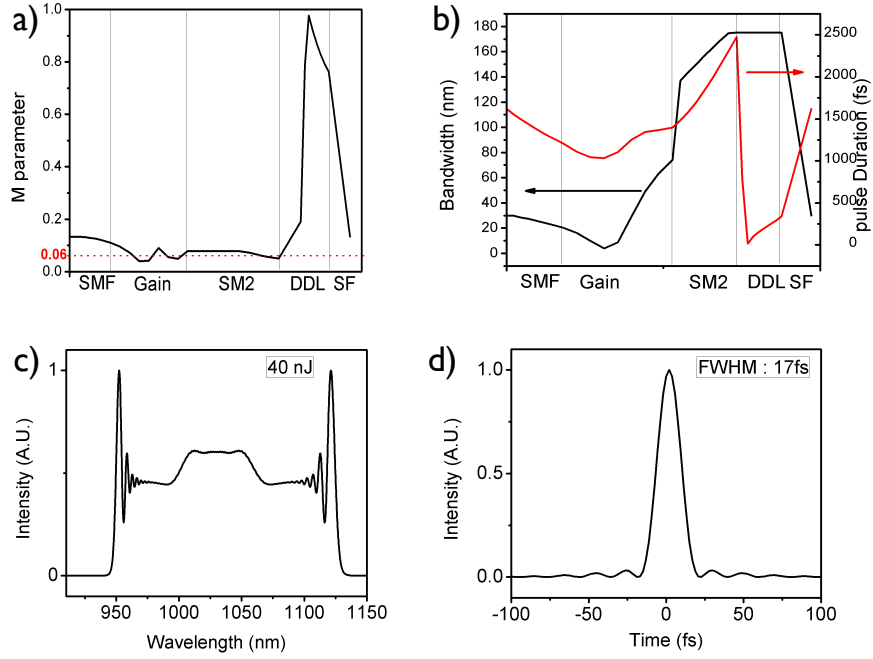 a)
1.0
0.8
0.6
0.4
0.2
0.06
0.0
M parameter
SMF Gain SM2 DDL SF
b)
180
160
140
120
100
80
60
40
20
0
Bandwidth (nm)
2500
2000
1500
1000
500
0
pulse Duration (fs)
SMF Gain SM2 DDL SF
c)
40 nJ
1
0
Intensity (A.U.)
950 1000 1050 1100 1150
Wavelength (nm)
d)
FWHM : 17fs
1.0
0.5
0.0
Intensity (A.U.)
-100 -50 0 50 100
Time (fs)